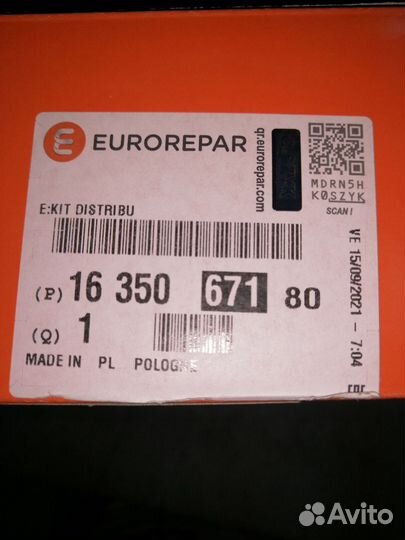 EUROREPAR
qr.eurorepar.com
MDRN5H
K0SZYK
SCAN!
E:KIT DISTRIBU
(P) 16 350 671 80
(Q) 1
MADE IN PL POLOGNE
VE 15/09/2021 - 7:04
Avito